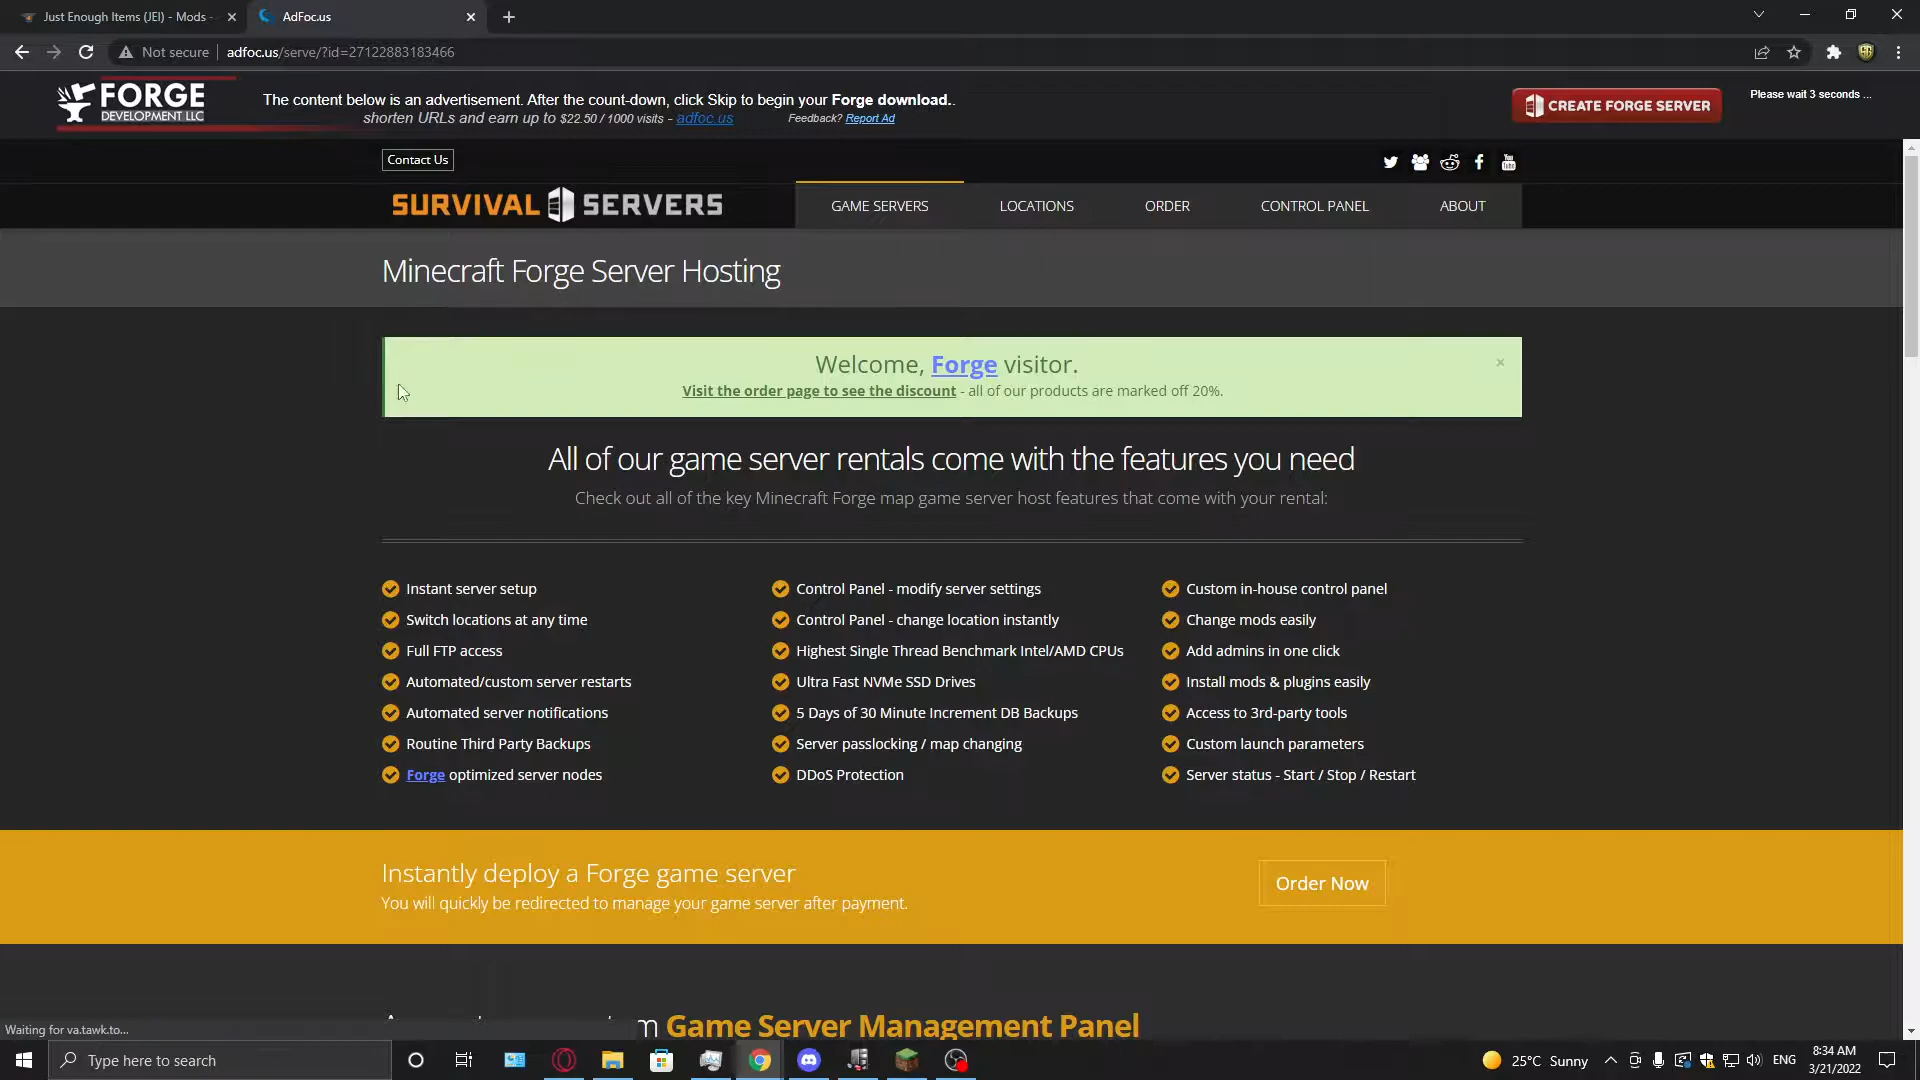 Just Enough Items (JEI) - Mods -
AdFoc.us
Not secure
adfoc.us/serve/?id=27122883183466
FORGE
DEVELOPMENT LLC
The content below is an advertisement. After the count-down, click Skip to begin your Forge download..
shorten URLs and earn up to $22.50 / 1000 visits - adfoc.us
Feedback? Report Ad
CREATE FORGE SERVER
Please wait 3 seconds ...
Contact Us
SURVIVAL SERVERS
GAME SERVERS
LOCATIONS
ORDER
CONTROL PANEL
ABOUT
Minecraft Forge Server Hosting
Welcome, Forge visitor.
Visit the order page to see the discount - all of our products are marked off 20%.
All of our game server rentals come with the features you need
Check out all of the key Minecraft Forge map game server host features that come with your rental:
Instant server setup
Switch locations at any time
Full FTP access
Automated/custom server restarts
Automated server notifications
Routine Third Party Backups
Forge optimized server nodes
Control Panel - modify server settings
Control Panel - change location instantly
Highest Single Thread Benchmark Intel/AMD CPUs
Ultra Fast NVMe SSD Drives
5 Days of 30 Minute Increment DB Backups
Server passlocking / map changing
DDoS Protection
Custom in-house control panel
Change mods easily
Add admins in one click
Install mods & plugins easily
Access to 3rd-party tools
Custom launch parameters
Server status - Start / Stop / Restart
Instantly deploy a Forge game server
You will quickly be redirected to manage your game server after payment.
Order Now
Game Server Management Panel
Waiting for va.tawk.to...
Type here to search
25°C Sunny
ENG
8:34 AM
3/21/2022